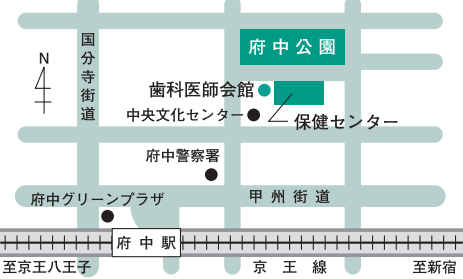 府中公園
N
国分寺街道
歯科医師会館
中央文化センター
保健センター
府中警察署
府中グリーンプラザ
甲州街道
府中駅
至京王八王子
京王線
至新宿